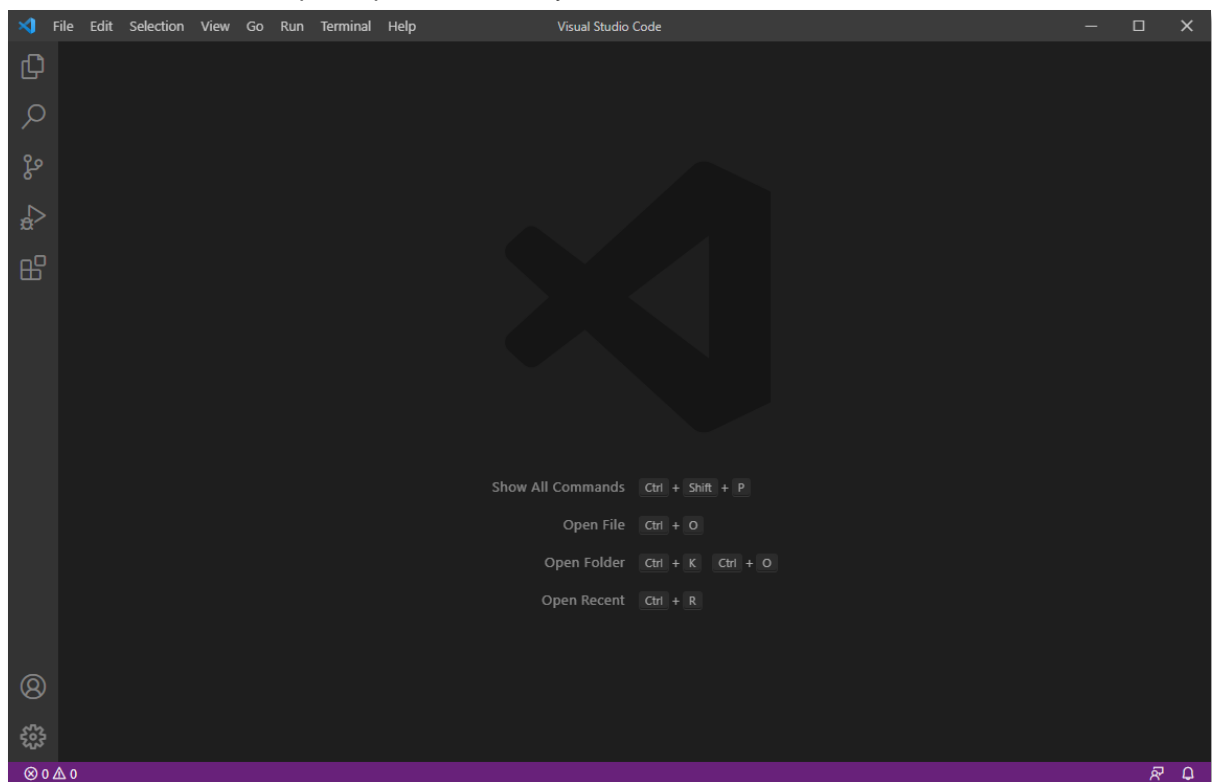 File Edit Selection View Go Run Terminal Help Visual Studio Code
Show All Commands Ctrl + Shift + P
Open File Ctrl + O
Open Folder Ctrl + K Ctrl + O
Open Recent Ctrl + R
0 0